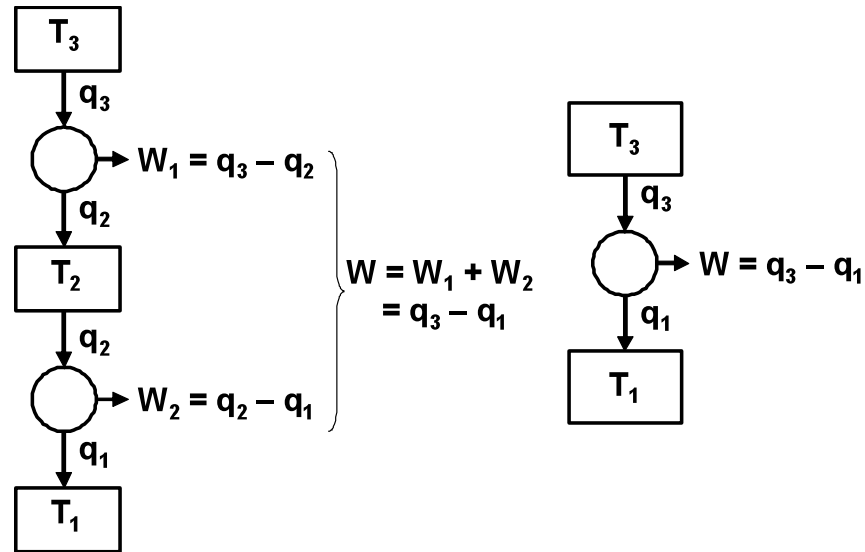 T₃
q₃
W₁ = q₃ – q₂
q₂
T₂
q₂
W₂ = q₂ – q₁
q₁
T₁
W = W₁ + W₂
= q₃ – q₁
T₃
q₃
W = q₃ – q₁
q₁
T₁